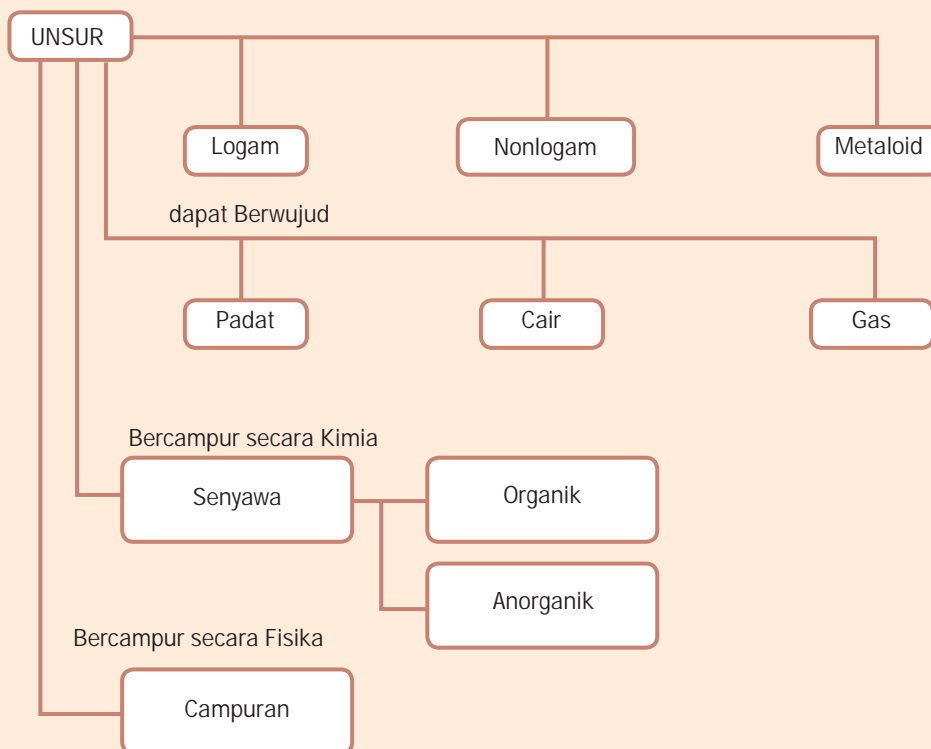 UNSUR
Logam
Nonlogam
Metaloid
dapat Berwujud
Padat
Cair
Gas
Bercampur secara Kimia
Senyawa
Organik
Anorganik
Bercampur secara Fisika
Campuran